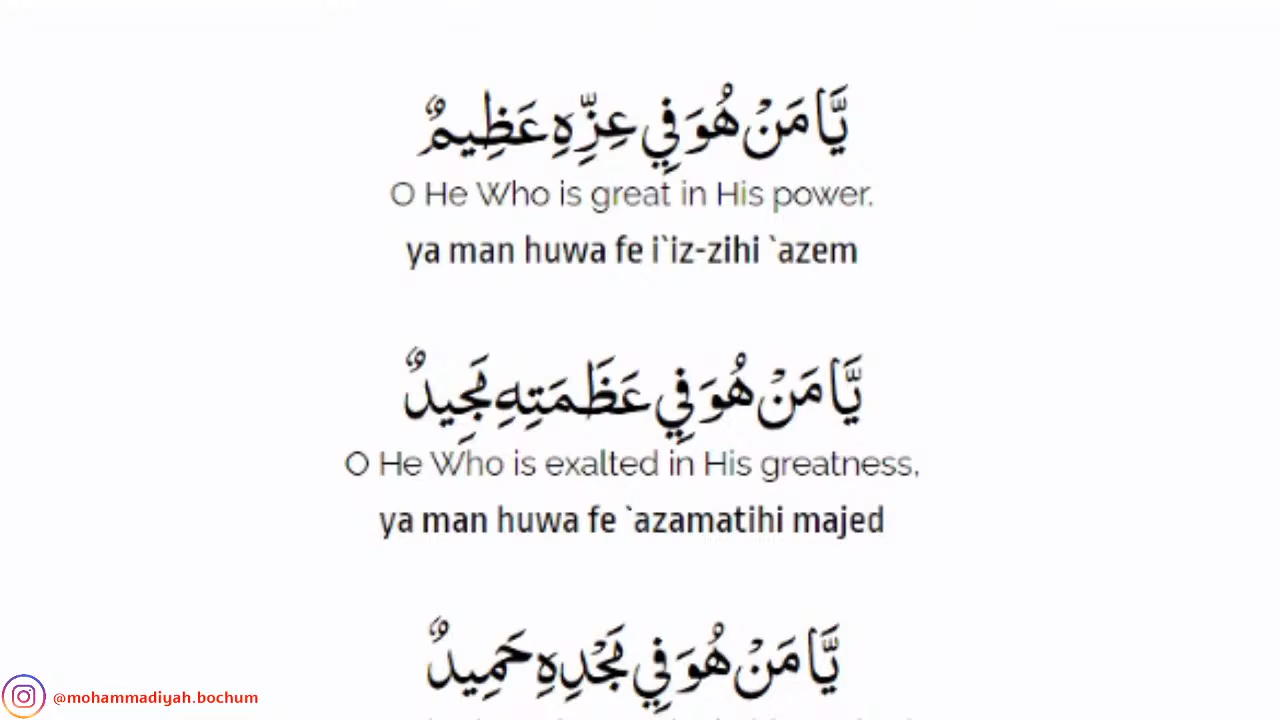 يَّا مَنْ هُوَ فِي عِزِّهِ عَظِيمٌ
O He Who is great in His power.
ya man huwa fe i`iz-zihi `azem
يَّا مَنْ هُوَ فِي عَظَمَتِهِ مَجِيدٌ
O He Who is exalted in His greatness,
ya man huwa fe `azamatihi majed
يَّا مَنْ هُوَ فِي مَجْدِهِ حَمِيدٌ
@mohammadiyah.bochum